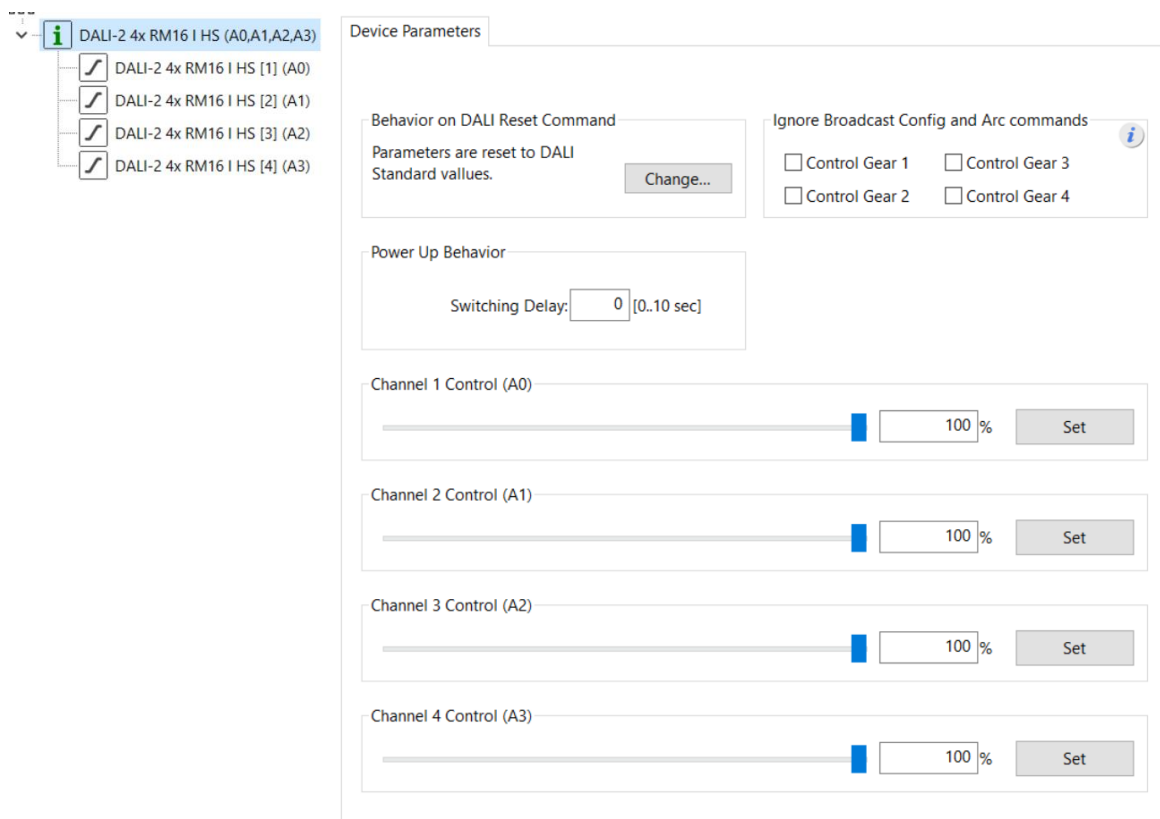 DALI-2 4x RM16 I HS (A0,A1,A2,A3)
DALI-2 4x RM16 I HS [1] (A0)
DALI-2 4x RM16 I HS [2] (A1)
DALI-2 4x RM16 I HS [3] (A2)
DALI-2 4x RM16 I HS [4] (A3)
Device Parameters
Behavior on DALI Reset Command
Parameters are reset to DALI
Standard vallues.
Change...
Ignore Broadcast Config and Arc commands
Control Gear 1 Control Gear 3
Control Gear 2 Control Gear 4
Power Up Behavior
Switching Delay: 0 [0..10 sec]
Channel 1 Control (A0)
100 % Set
Channel 2 Control (A1)
100 % Set
Channel 3 Control (A2)
100 % Set
Channel 4 Control (A3)
100 % Set